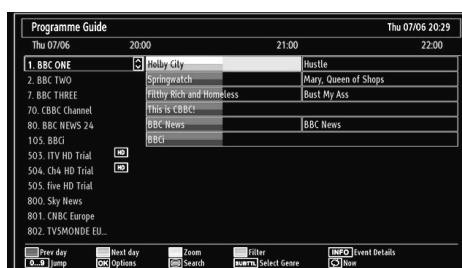 Programme Guide Thu 07/06 20:29
Thu 07/06 20:00 21:00 22:00
1. BBC ONE Holby City Hustle
2. BBC TWO Springwatch Mary, Queen of Shops
7. BBC THREE Filthy Rich and Homeless Bust My Ass
70. CBBC Channel This is CBBC!
80. BBC NEWS 24 BBC News BBC News
105. BBCi BBCi
503. ITV HD Trial HD
504. Ch4 HD Trial HD
505. five HD Trial
800. Sky News
801. CNBC Europe
802. TV5MONDE EU...
Prev day Next day Zoom Filter INFO Event Details
0...9 Jump OK Options Search SUBTTL Select Genre Now